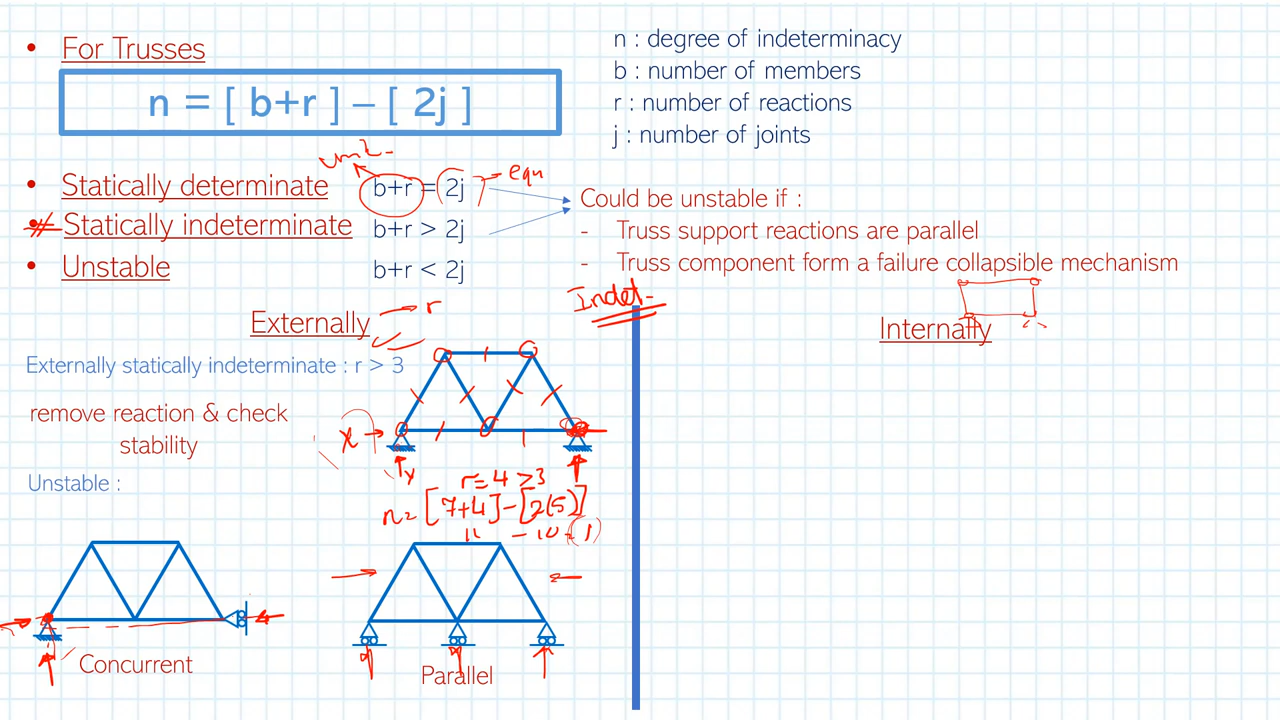 • For Trusses
n = [ b+r ] – [ 2j ]
n : degree of indeterminacy
b : number of members
r : number of reactions
j : number of joints
• Statically determinate b+r = 2j
eqn
• Statically indeterminate b+r > 2j
• Unstable b+r < 2j
Could be unstable if :
- Truss support reactions are parallel
- Truss component form a failure collapsible mechanism
Indet.
Externally
r
Externally statically indeterminate : r > 3
remove reaction & check
stability
x
y
r = 4 > 3
n = [7+4] – [2(5)]
11 – 10 = 1
Unstable :
Concurrent
Parallel
Internally